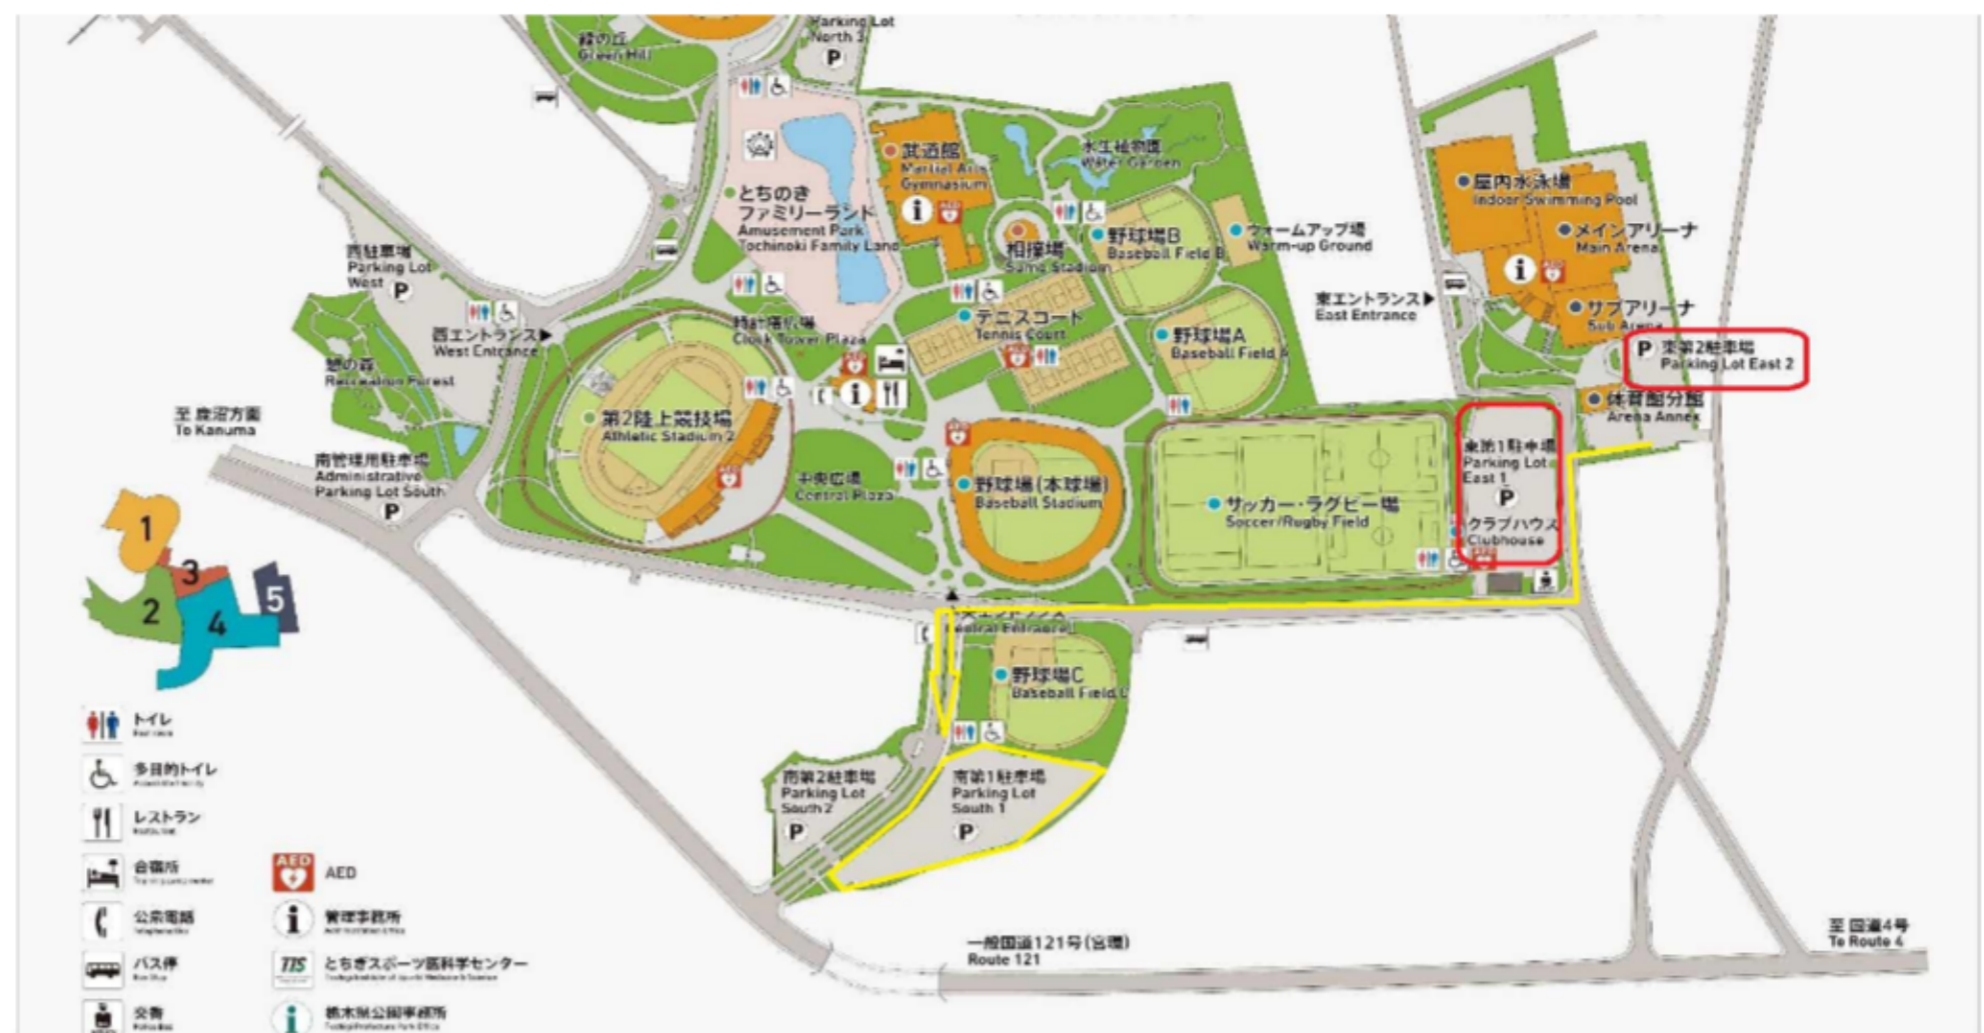 Parking Lot
North 3
P
緑の丘
Green Hill
武道館
Martial Arts
Gymnasium
AED
水生植物園
Water Garden
とちのき
ファミリーランド
Amusement Park
Tochinoki Family Land
相撲場
Sumo Stadium
野球場B
Baseball Field B
ウォームアップ場
Warm-up Ground
屋内水泳場
Indoor Swimming Pool
メインアリーナ
Main Arena
AED
サブアリーナ
Sub Arena
東エントランス▶
East Entrance
P
東第2駐車場
Parking Lot East 2
体育館分館
Arena Annex
西駐車場
Parking Lot
West
P
西エントランス▶
West Entrance
憩の森
Recreation Forest
時計塔広場
Clock Tower Plaza
テニスコート
Tennis Court
野球場A
Baseball Field A
至 鹿沼方面
To Kanuma
南管理用駐車場
Administrative
Parking Lot South
P
第2陸上競技場
Athletic Stadium 2
中央広場
Central Plaza
野球場(本球場)
Baseball Stadium
サッカー・ラグビー場
Soccer/Rugby Field
東第1駐車場
Parking Lot
East 1
P
クラブハウス
Clubhouse
Central Entrance
野球場C
Baseball Field C
南第2駐車場
Parking Lot
South 2
P
南第1駐車場
Parking Lot
South 1
P
一般国道121号(宮環)
Route 121
至 国道4号
To Route 4
1
2
3
4
5
トイレ
多目的トイレ
レストラン
合宿所
公衆電話
バス停
交番
AED
AED
管理事務所
TIS
とちぎスポーツ医科学センター
栃木県公園事務所